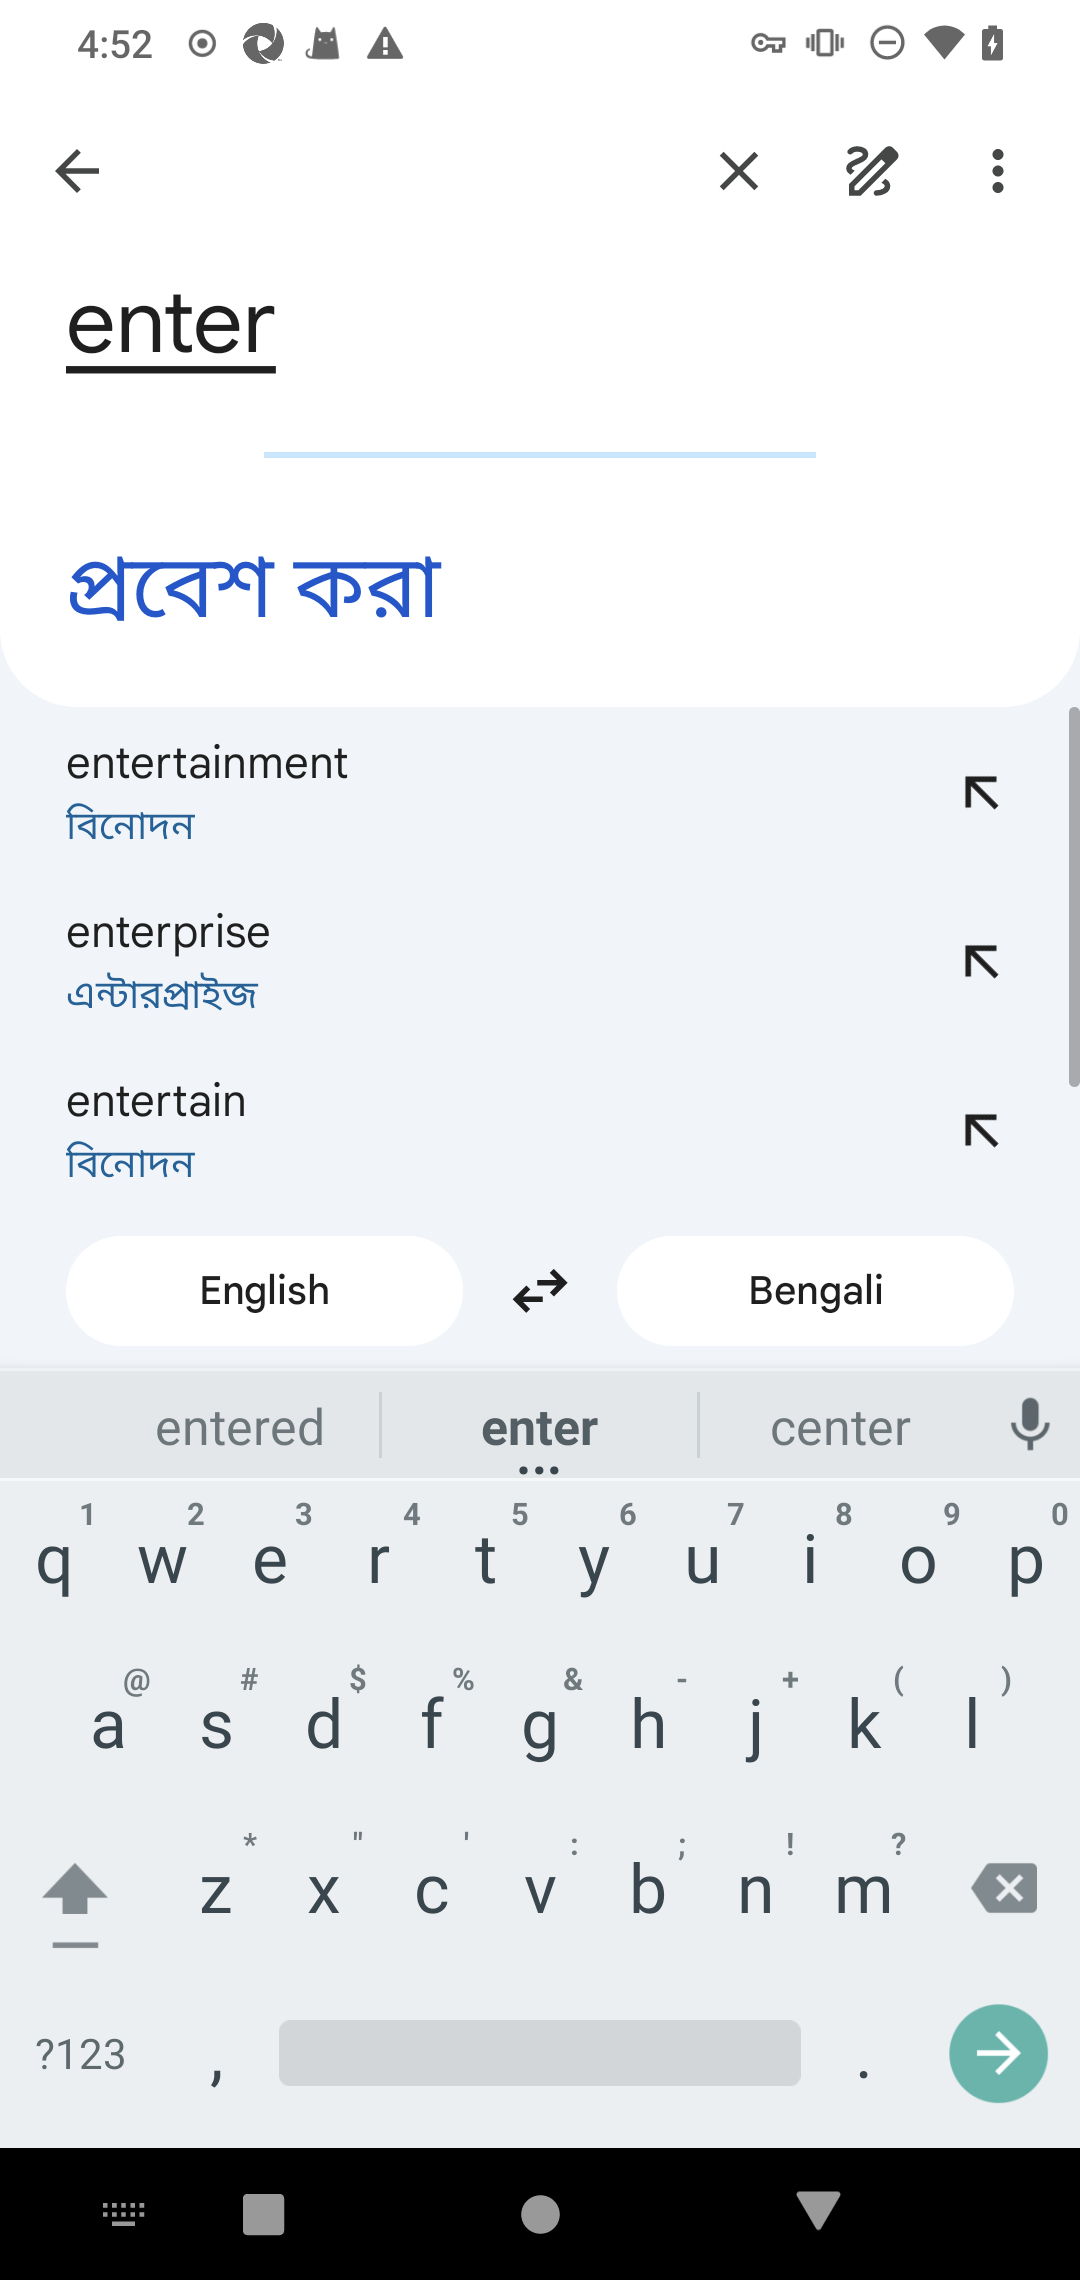 4:52
enter
প্রবেশ করা
entertainment
বিনোদন
enterprise
এন্টারপ্রাইজ
entertain
বিনোদন
English Bengali
entered enter center
1 2 3 4 5 6 7 8 9 0
q w e r t y u i o p
@ # $ % & - + ( )
a s d f g h j k l
* " ' : ; ! ?
z x c v b n m
?123 , .